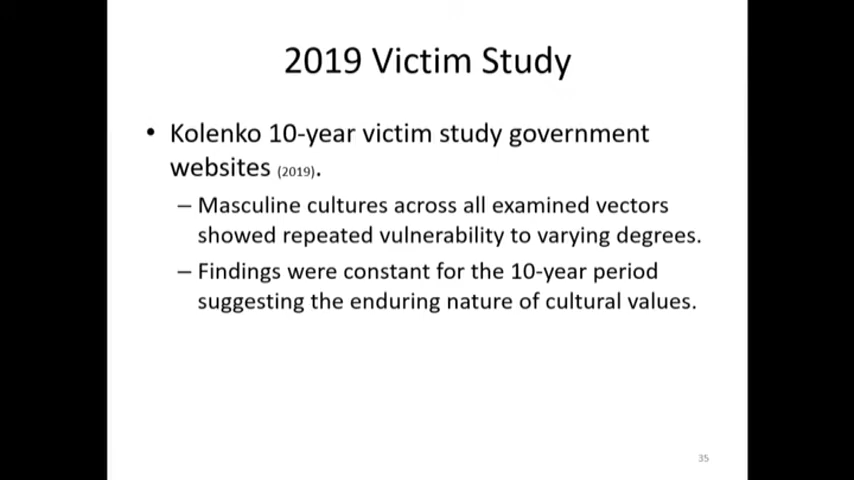 2019 Victim Study
• Kolenko 10-year victim study government
websites (2019).
– Masculine cultures across all examined vectors
showed repeated vulnerability to varying degrees.
– Findings were constant for the 10-year period
suggesting the enduring nature of cultural values.
35